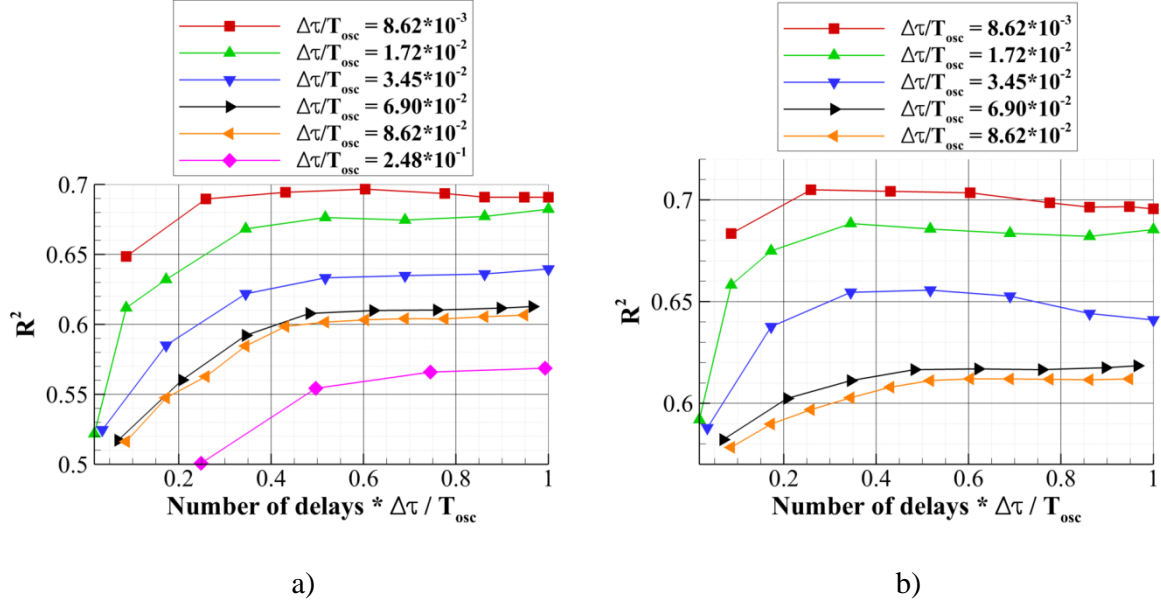 Δτ/Tosc = 8.62*10-3
Δτ/Tosc = 1.72*10-2
Δτ/Tosc = 3.45*10-2
Δτ/Tosc = 6.90*10-2
Δτ/Tosc = 8.62*10-2
Δτ/Tosc = 2.48*10-1
R2
0.7
0.65
0.6
0.55
0.5
0.2
0.4
0.6
0.8
1
Number of delays * Δτ / Tosc
a)
Δτ/Tosc = 8.62*10-3
Δτ/Tosc = 1.72*10-2
Δτ/Tosc = 3.45*10-2
Δτ/Tosc = 6.90*10-2
Δτ/Tosc = 8.62*10-2
R2
0.7
0.65
0.6
0.2
0.4
0.6
0.8
1
Number of delays * Δτ / Tosc
b)